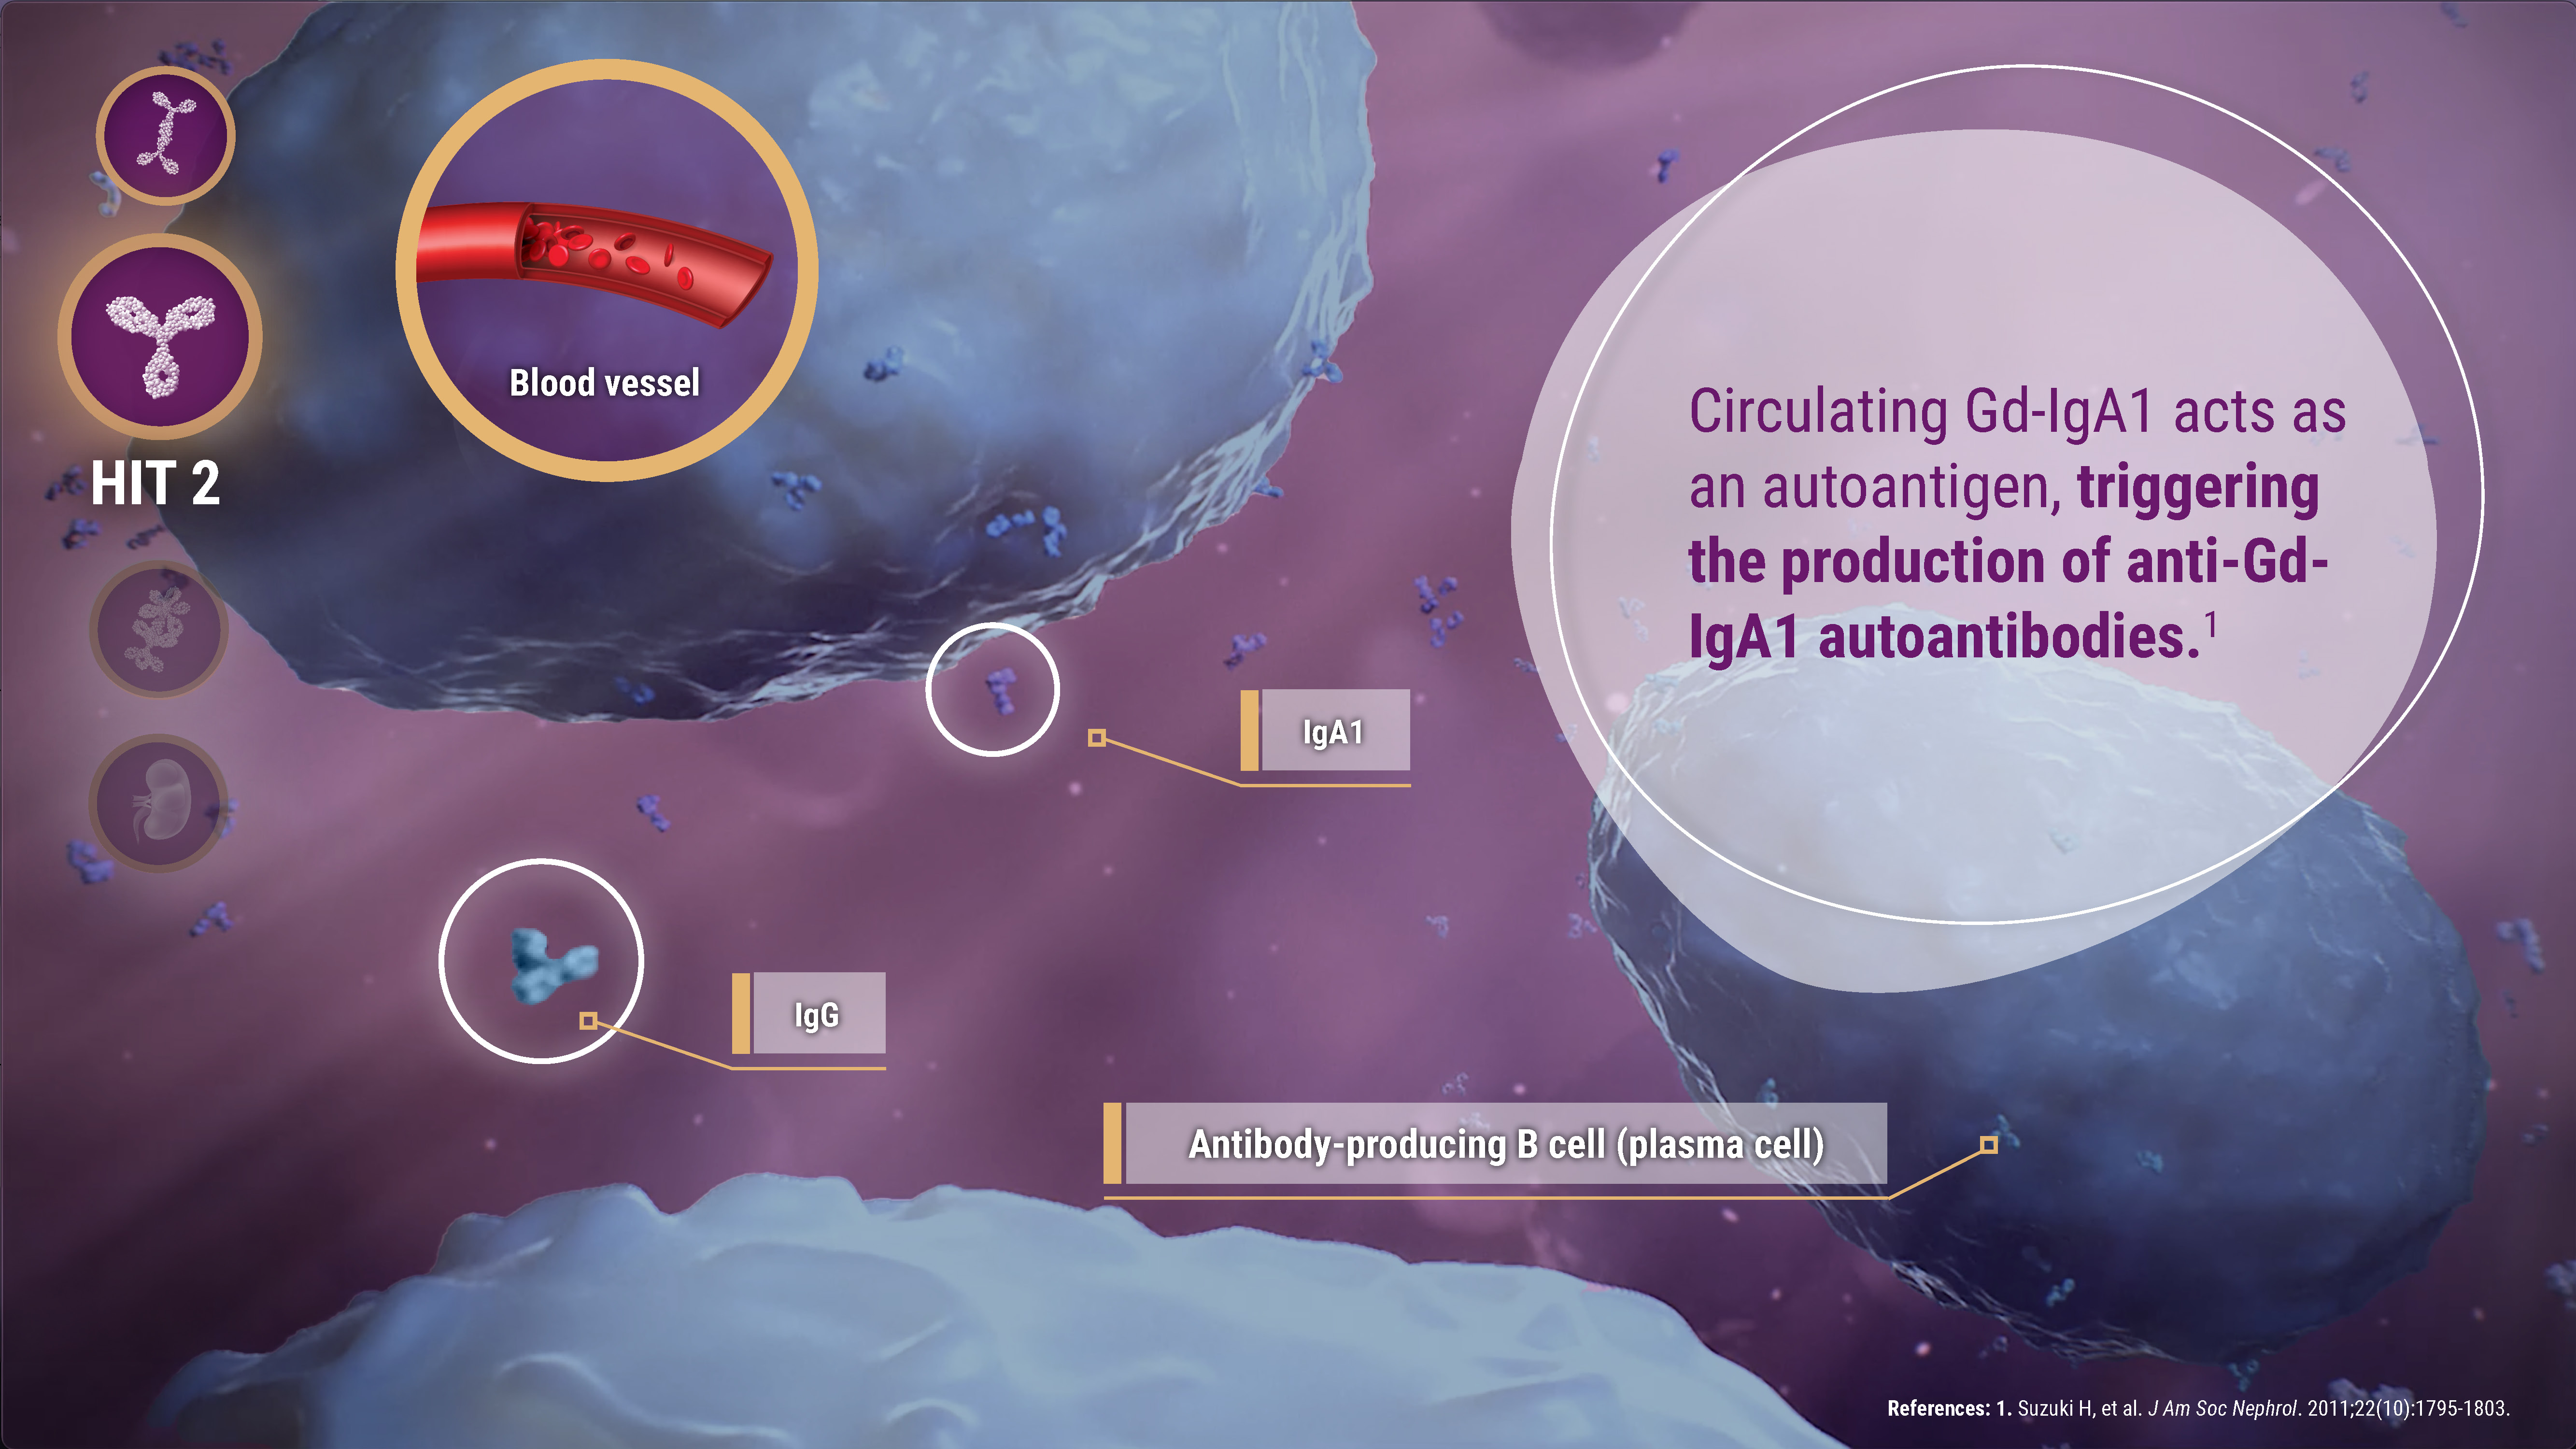 Blood vessel
HIT 2
Circulating Gd-IgA1 acts as
an autoantigen, triggering
the production of anti-Gd-
IgA1 autoantibodies.1
IgA1
IgG
Antibody-producing B cell (plasma cell)
References: 1. Suzuki H, et al. J Am Soc Nephrol. 2011;22(10):1795-1803.